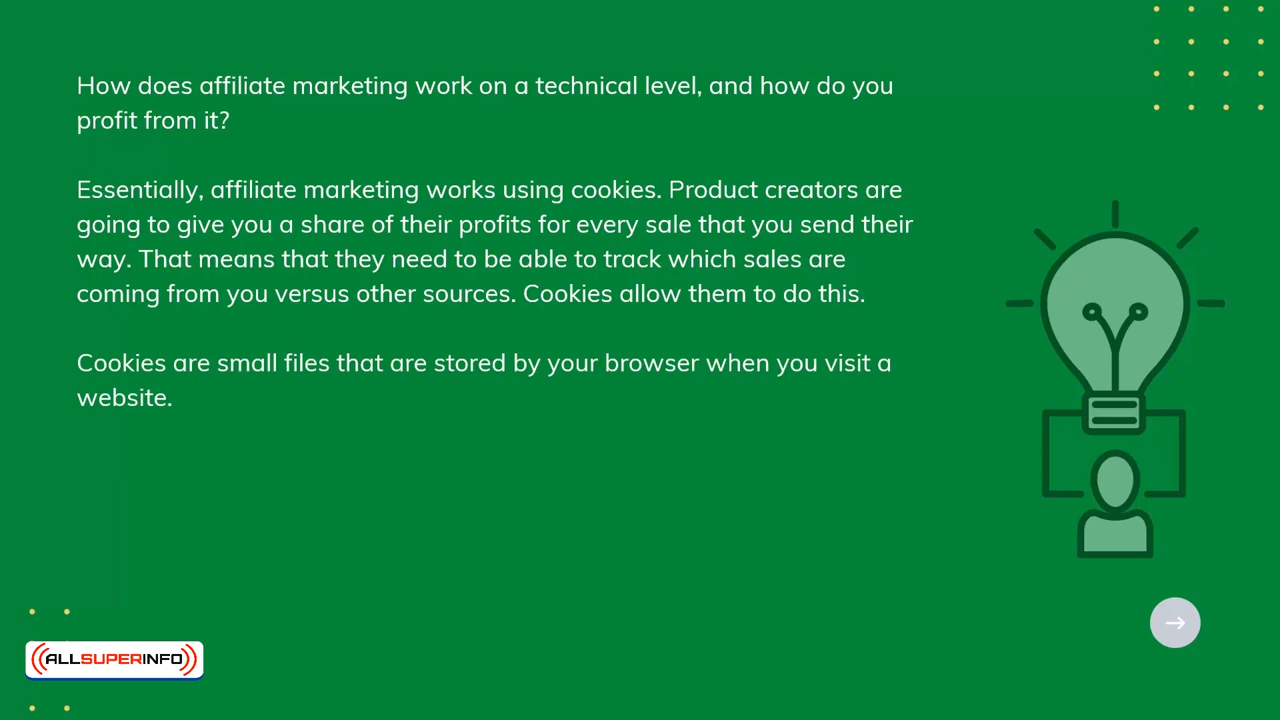 How does affiliate marketing work on a technical level, and how do you
profit from it?
Essentially, affiliate marketing works using cookies. Product creators are
going to give you a share of their profits for every sale that you send their
way. That means that they need to be able to track which sales are
coming from you versus other sources. Cookies allow them to do this.
Cookies are small files that are stored by your browser when you visit a
website.
ALLSUPERINFO